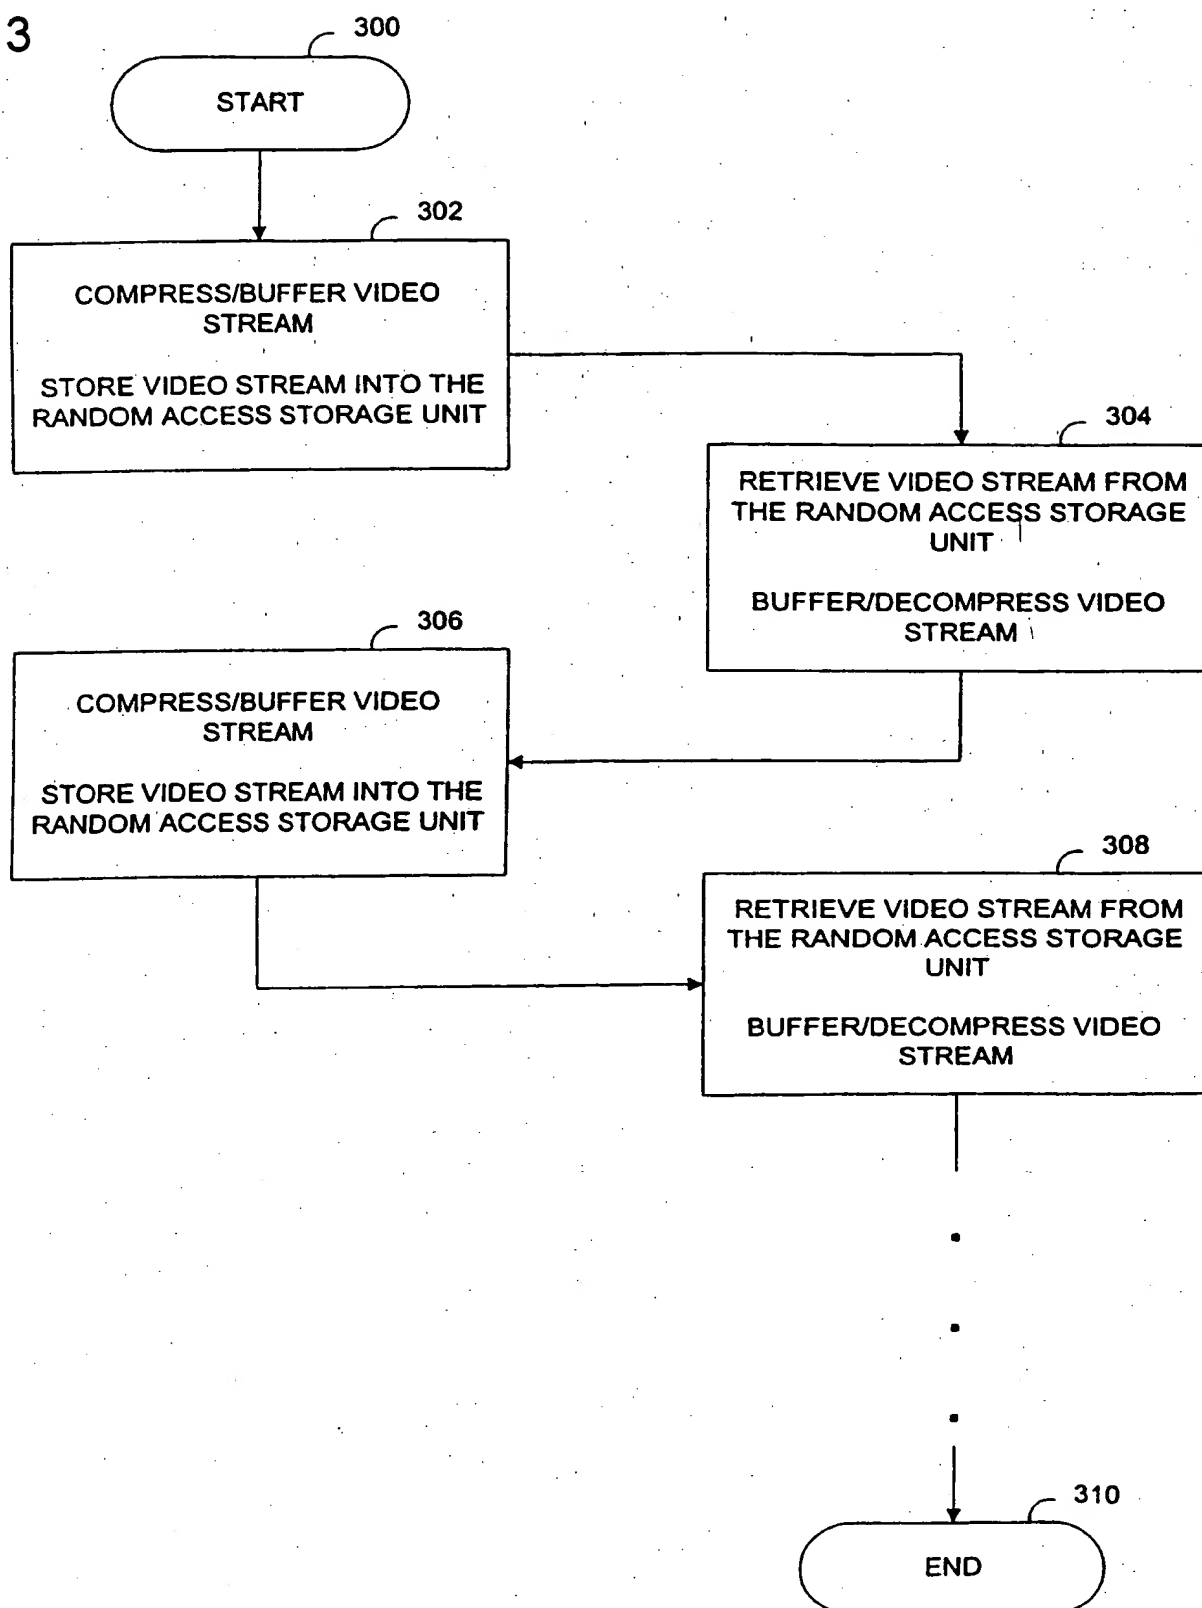 3
300
START
302
COMPRESS/BUFFER VIDEO
STREAM
STORE VIDEO STREAM INTO THE
RANDOM ACCESS STORAGE UNIT
304
RETRIEVE VIDEO STREAM FROM
THE RANDOM ACCESS STORAGE
UNIT
BUFFER/DECOMPRESS VIDEO
STREAM
306
COMPRESS/BUFFER VIDEO
STREAM
STORE VIDEO STREAM INTO THE
RANDOM ACCESS STORAGE UNIT
308
RETRIEVE VIDEO STREAM FROM
THE RANDOM ACCESS STORAGE
UNIT
BUFFER/DECOMPRESS VIDEO
STREAM
310
END